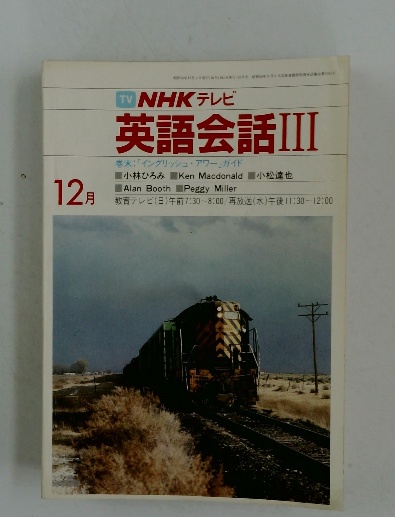 TV NHKテレビ
英語会話III
巻末:「イングリッシュ・アワー」ガイド
■小林ひろみ ■Ken Macdonald ■小松達也
■Alan Booth ■Peggy Miller
12月
教育テレビ(日)午前7:30〜8:00/再放送(水)午後11:30〜12:00